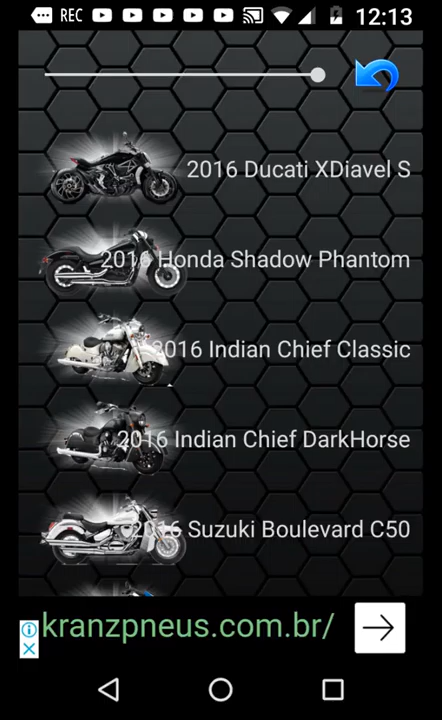 REC
12:13
2016 Ducati XDiavel S
2016 Honda Shadow Phantom
2016 Indian Chief Classic
2016 Indian Chief DarkHorse
2016 Suzuki Boulevard C50
kranzpneus.com.br/